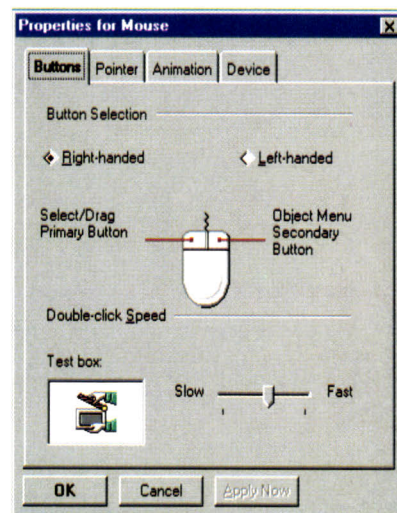 Properties for Mouse
Buttons Pointer Animation Device
Button Selection
Right-handed Left-handed
Select/Drag
Primary Button
Object Menu
Secondary
Button
Double-click Speed
Test box:
Slow Fast
OK Cancel Apply Now